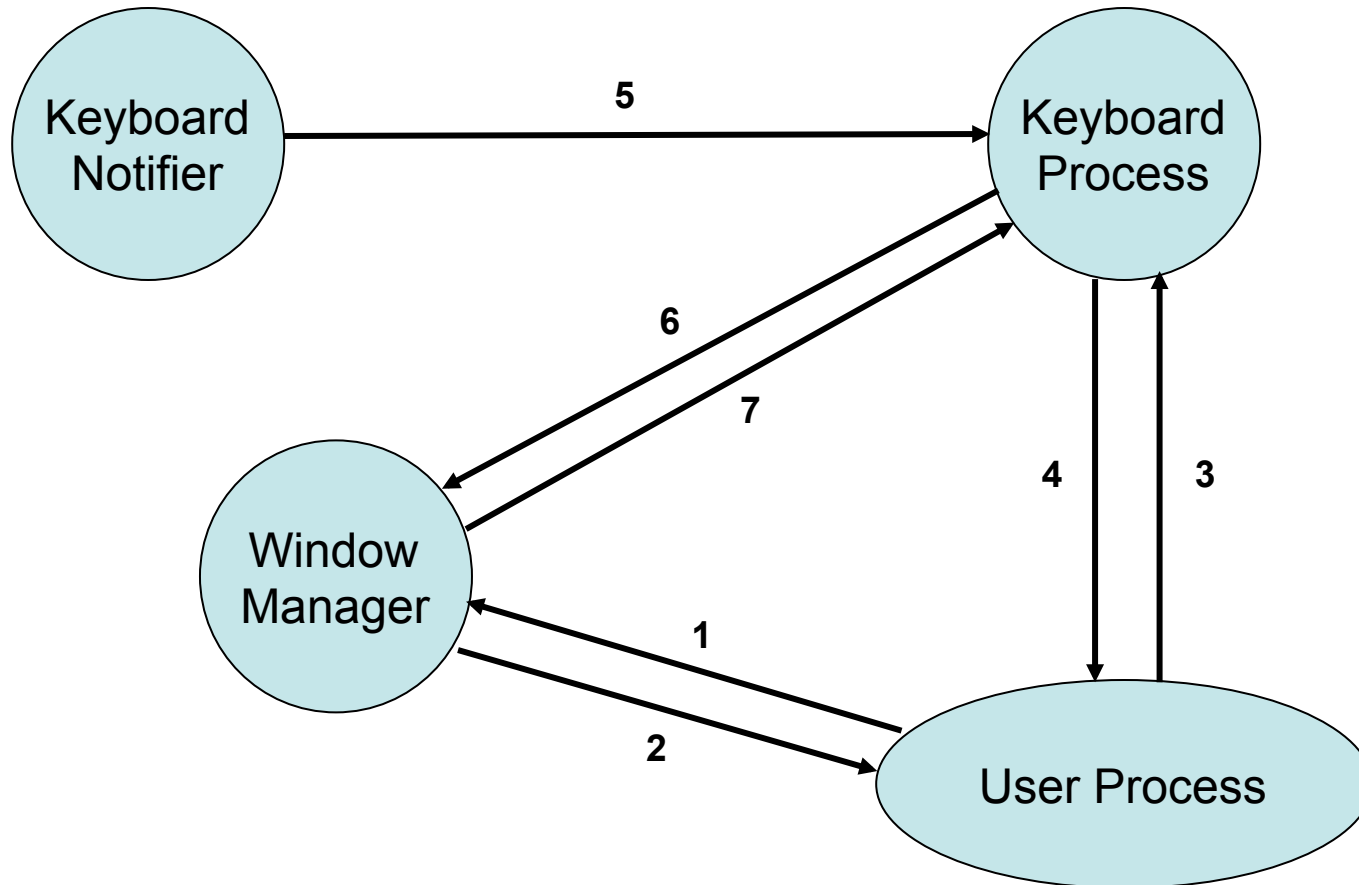 Keyboard
Notifier
5
Keyboard
Process
6
7
4
3
Window
Manager
1
2
User Process